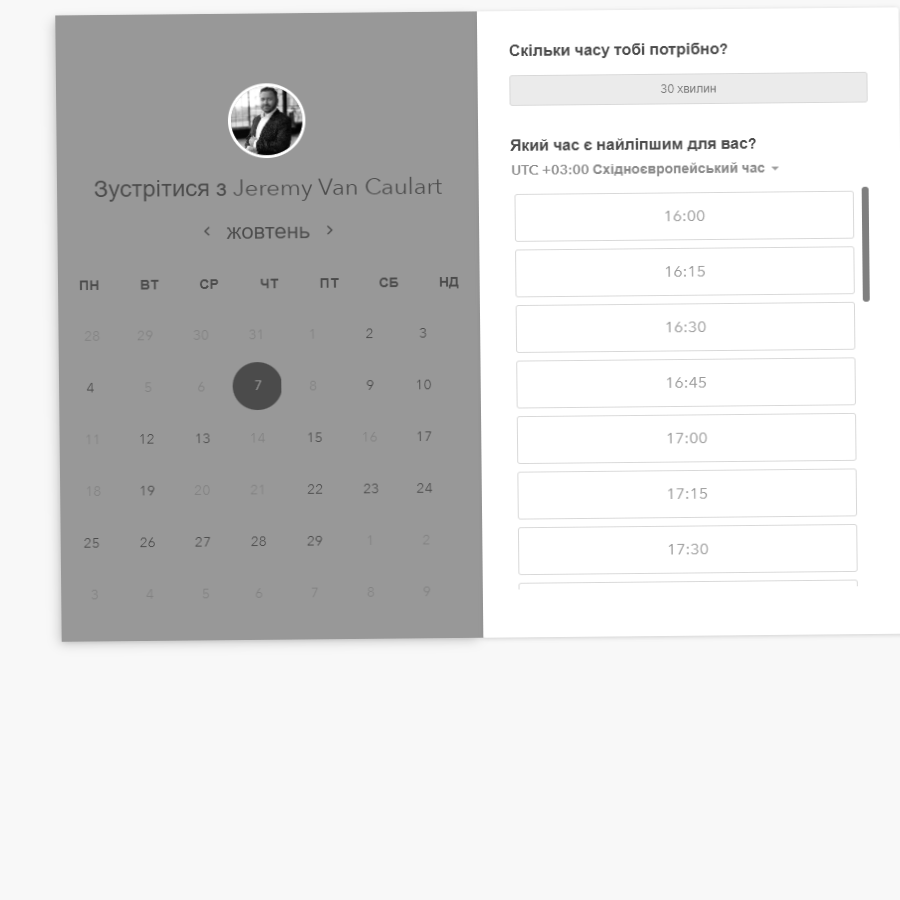 Зустрітися з Jeremy Van Caulart
жовтень
ПН ВТ СР ЧТ ПТ СБ НД
28 29 30 31 1 2 3
4 5 6 7 8 9 10
11 12 13 14 15 16 17
18 19 20 21 22 23 24
25 26 27 28 29 1 2
3 4 5 6 7 8 9
Скільки часу тобі потрібно?
30 хвилин
Який час є найліпшим для вас?
UTC +03:00 Східноєвропейський час
16:00
16:15
16:30
16:45
17:00
17:15
17:30